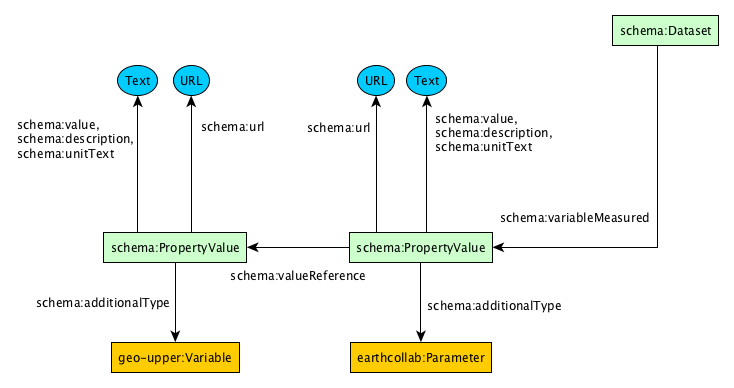 schema:Dataset
Text
URL
URL
Text
schema:value,
schema:description,
schema:unitText
schema:url
schema:url
schema:value,
schema:description,
schema:unitText
schema:variableMeasured
schema:PropertyValue
schema:PropertyValue
schema:valueReference
schema:additionalType
schema:additionalType
geo-upper:Variable
earthcollab:Parameter